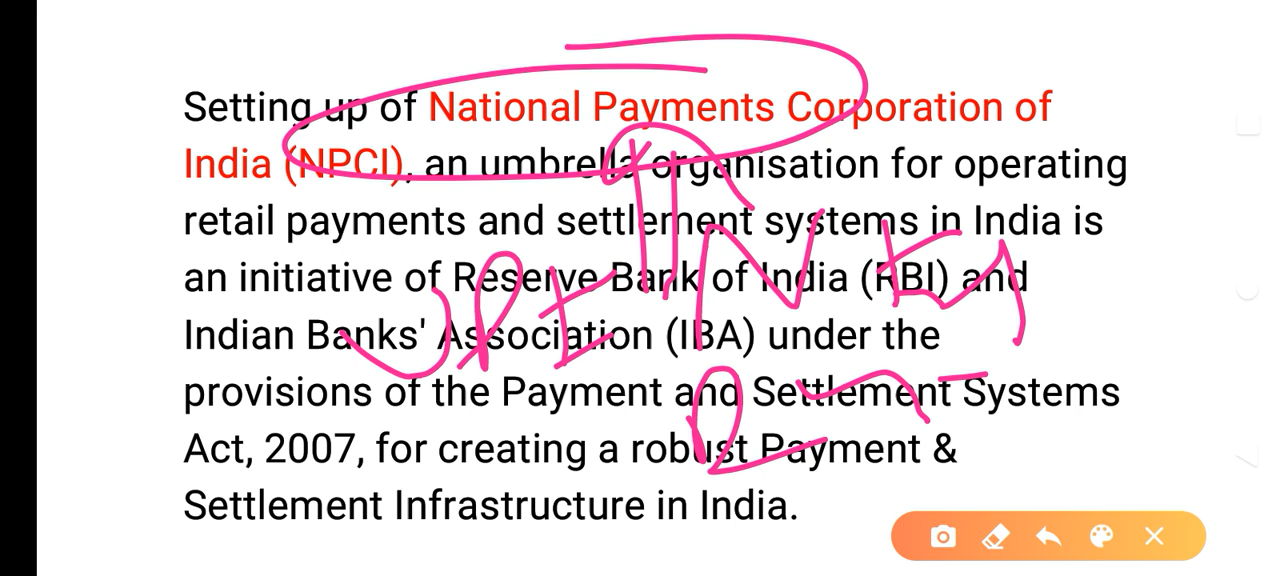 Setting up of National Payments Corporation of
India (NPCI), an umbrella organisation for operating
retail payments and settlement systems in India is
an initiative of Reserve Bank of India (RBI) and
Indian Banks' Association (IBA) under the
provisions of the Payment and Settlement Systems
Act, 2007, for creating a robust Payment &
Settlement Infrastructure in India.
UPI